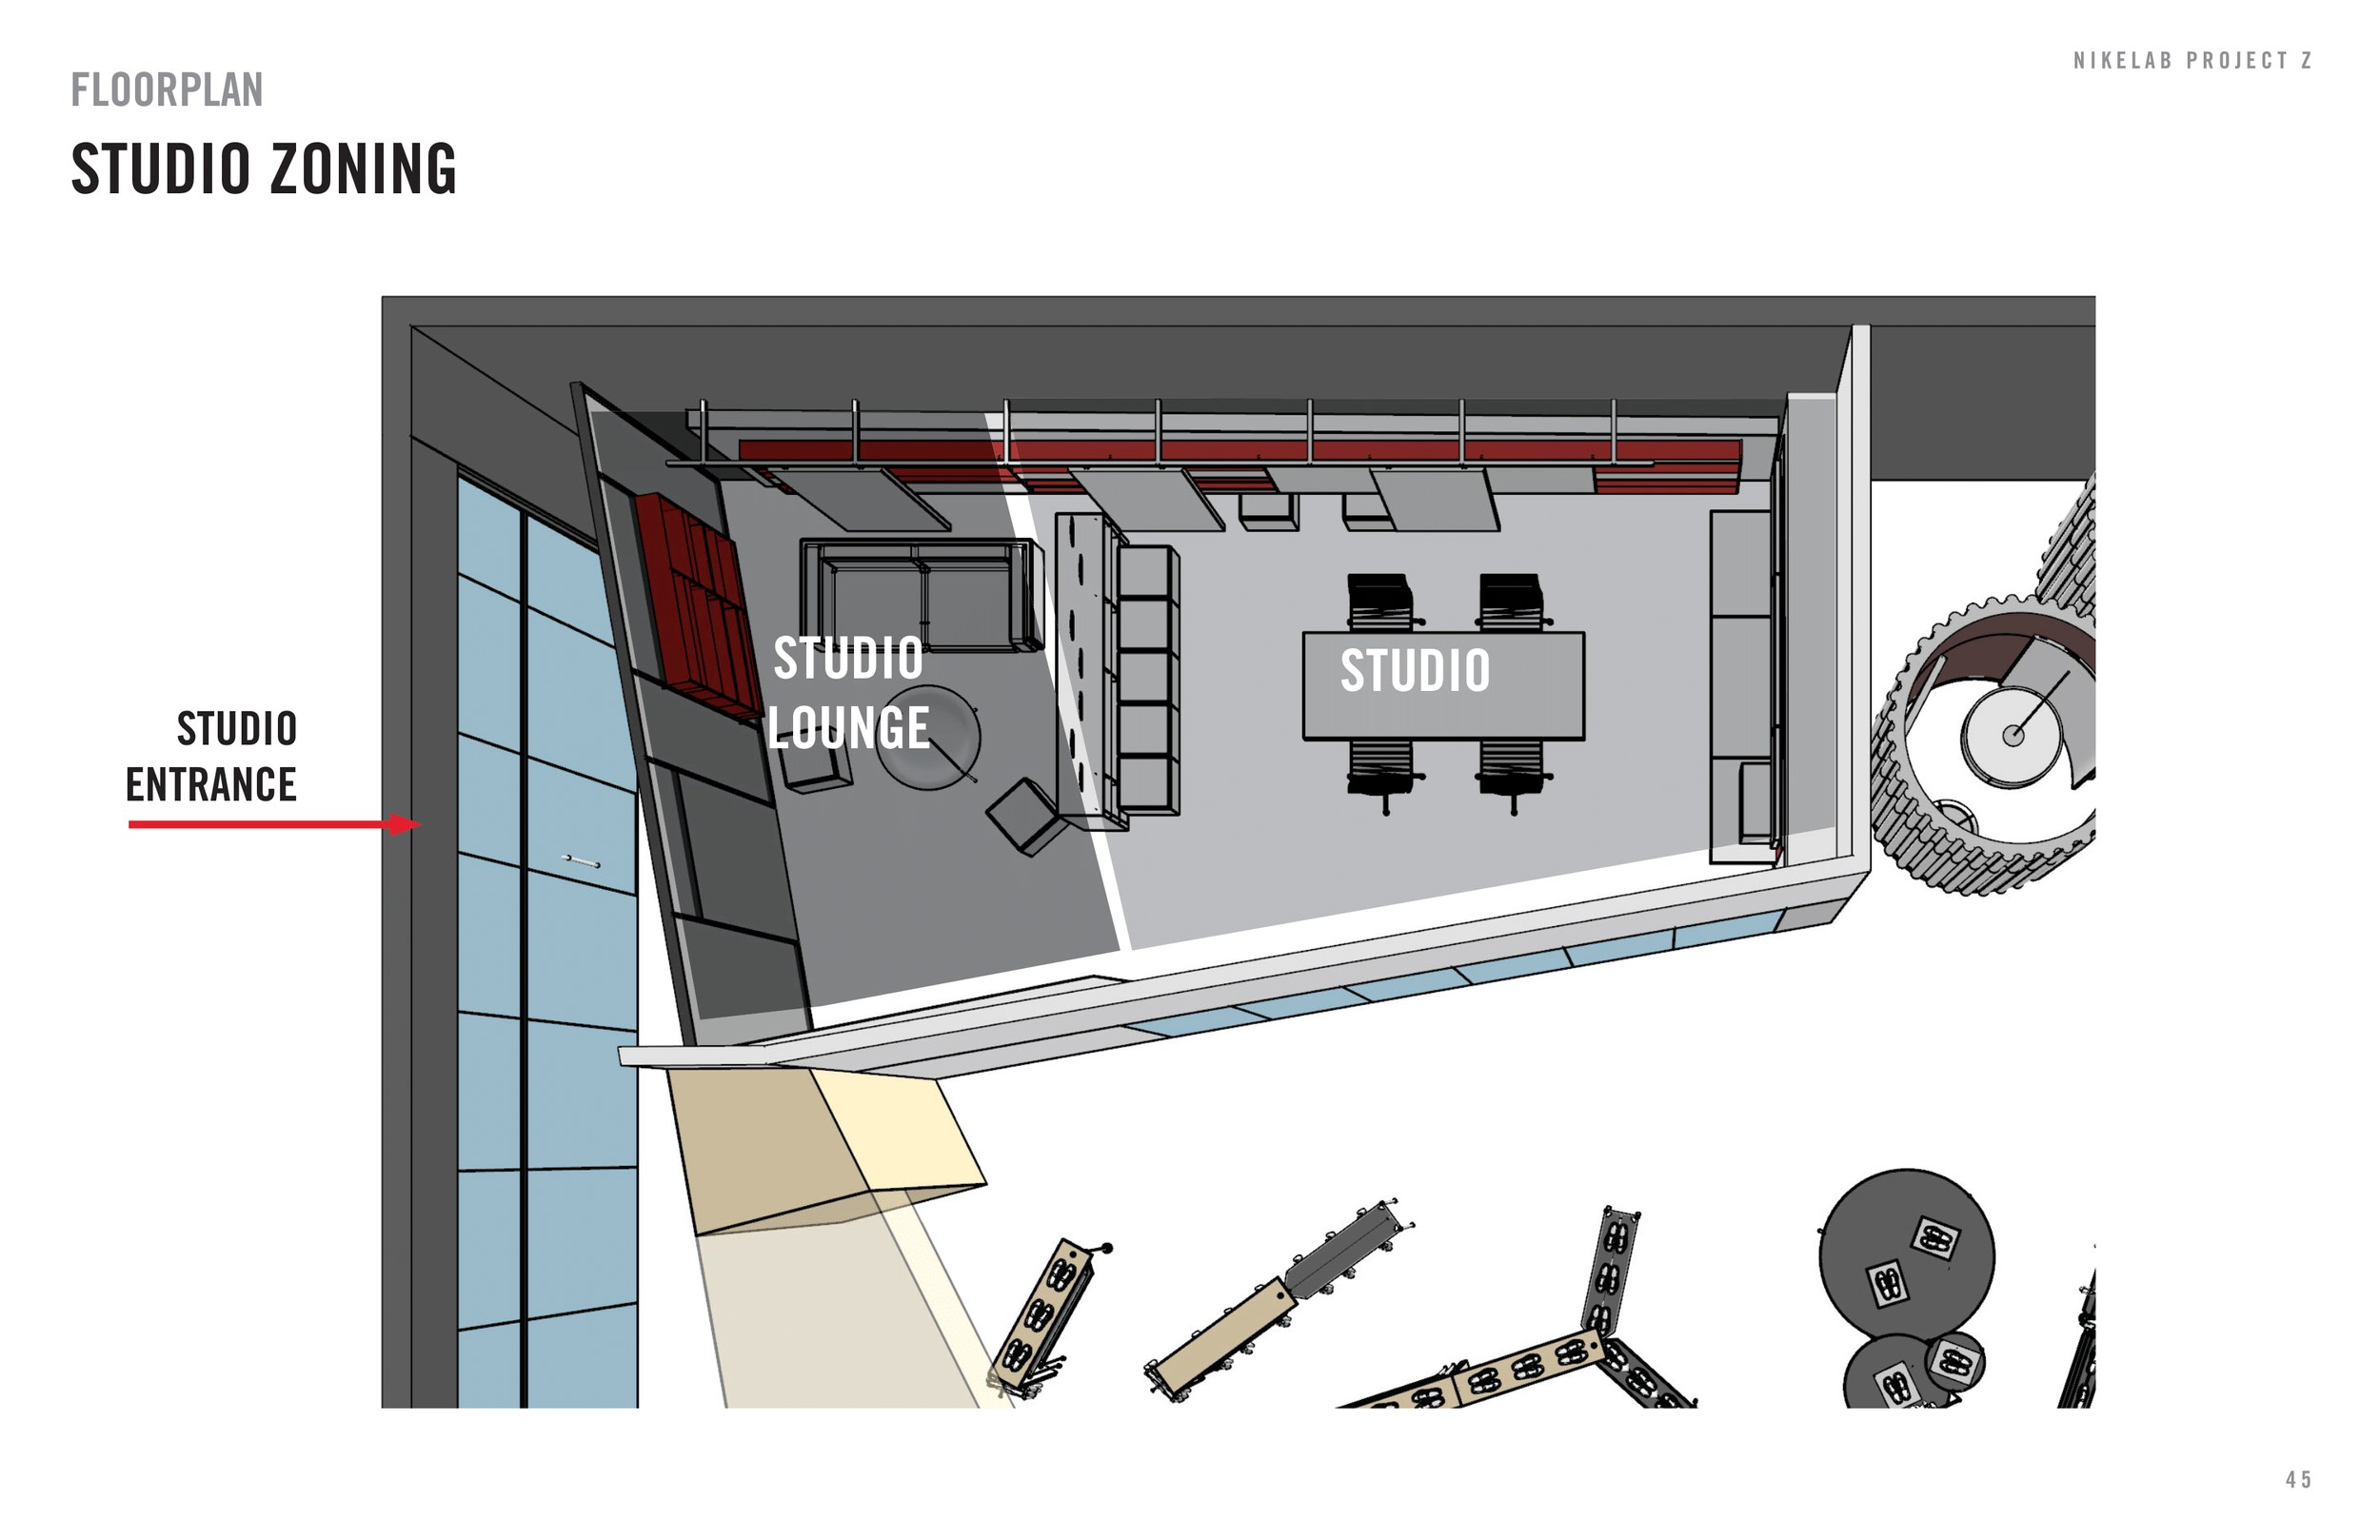 NIKELAB PROJECT Z
FLOORPLAN
STUDIO ZONING
STUDIO
LOUNGE
STUDIO
STUDIO
ENTRANCE
45